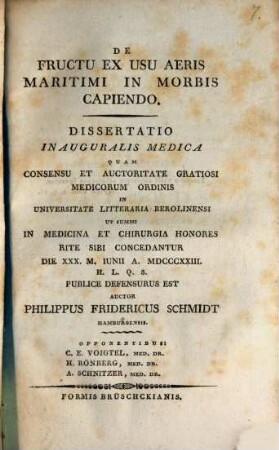 7.
DE
FRUCTU EX USU AERIS
MARITIMI IN MORBIS
CAPIENDO.
DISSERTATIO
INAUGURALIS MEDICA
QUAM
CONSENSU ET AUCTORITATE GRATIOSI
MEDICORUM ORDINIS
IN
UNIVERSITATE LITTERARIA BEROLINENSI
UT SUMMI
IN MEDICINA ET CHIRURGIA HONORES
RITE SIBI CONCEDANTUR
DIE XXX. M. IUNII A. MDCCCXXIII.
H. L. Q. S.
PUBLICE DEFENSURUS EST
AUCTOR
PHILIPPUS FRIDERICUS SCHMIDT
HAMBURGENSIS.
OPPONENTIBUS:
C. E. VOIGTEL, MED. DR.
H. RÖNBERG, MED. DR.
A. SCHNITZER, MED. DR.
FORMIS BRÜSCHCKIANIS.